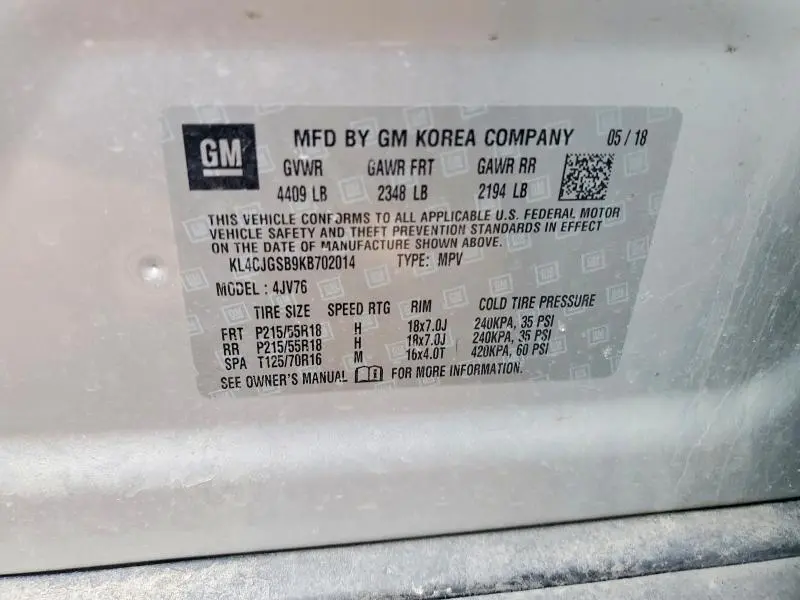 GM MFD BY GM KOREA COMPANY 05 / 18
GVWR GAWR FRT GAWR RR
4409 LB 2348 LB 2194 LB
THIS VEHICLE CONFORMS TO ALL APPLICABLE U.S. FEDERAL MOTOR
VEHICLE SAFETY AND THEFT PREVENTION STANDARDS IN EFFECT
ON THE DATE OF MANUFACTURE SHOWN ABOVE.
KL4CJGSB9KB702014 TYPE: MPV
MODEL : 4JV76
TIRE SIZE SPEED RTG RIM COLD TIRE PRESSURE
FRT P215/55R18 H 18x7.0J 240KPA, 35 PSI
RR P215/55R18 H 18x7.0J 240KPA, 35 PSI
SPA T125/70R16 M 16x4.0T 420KPA, 60 PSI
SEE OWNER'S MANUAL FOR MORE INFORMATION.